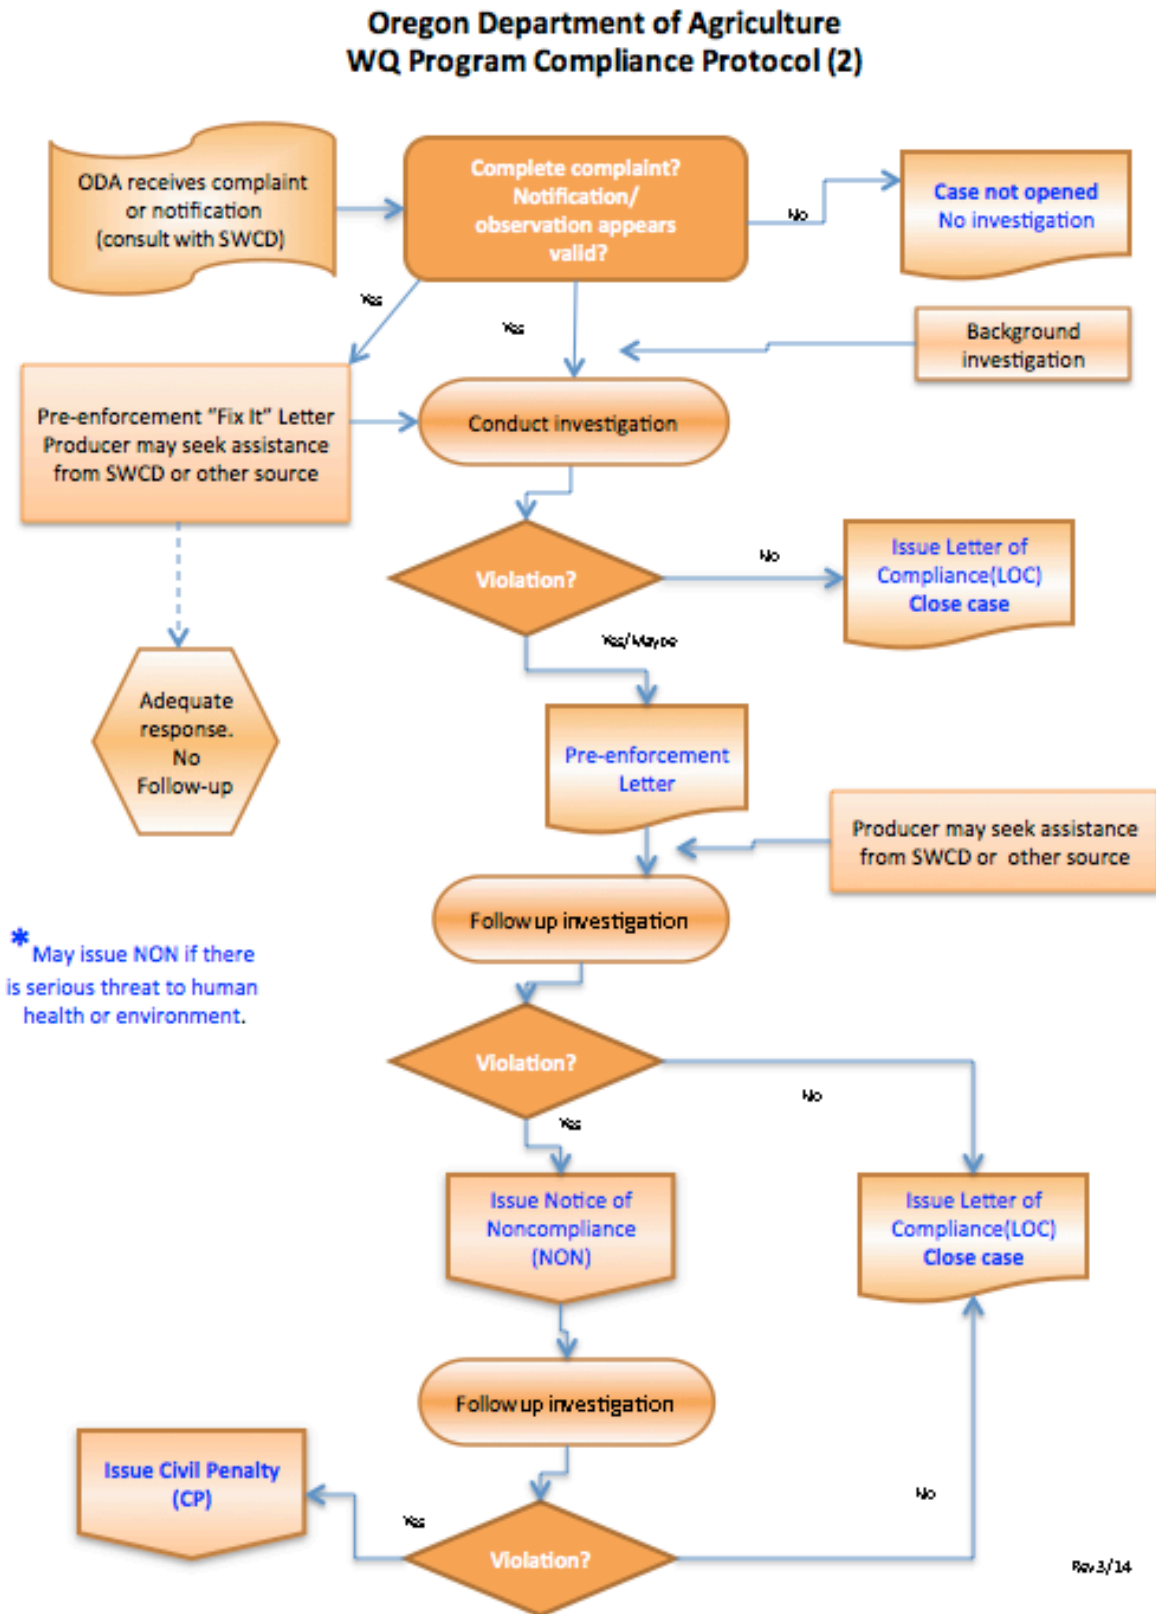 Oregon Department of Agriculture
WQ Program Compliance Protocol (2)
ODA receives complaint
or notification
(consult with SWCD)
Complete complaint?
Notification/
observation appears
valid?
No
Case not opened
No investigation
Yes
Yes
Background
investigation
Pre-enforcement "Fix It" Letter
Producer may seek assistance
from SWCD or other source
Conduct investigation
Violation?
No
Issue Letter of
Compliance(LOC)
Close case
Yes/Maybe
Adequate
response.
No
Follow-up
Pre-enforcement
Letter
Producer may seek assistance
from SWCD or other source
Follow up investigation
* May issue NON if there
is serious threat to human
health or environment.
Violation?
No
Yes
Issue Notice of
Noncompliance
(NON)
Issue Letter of
Compliance(LOC)
Close case
Follow up investigation
Issue Civil Penalty
(CP)
Yes
No
Violation?
Rev 3/14